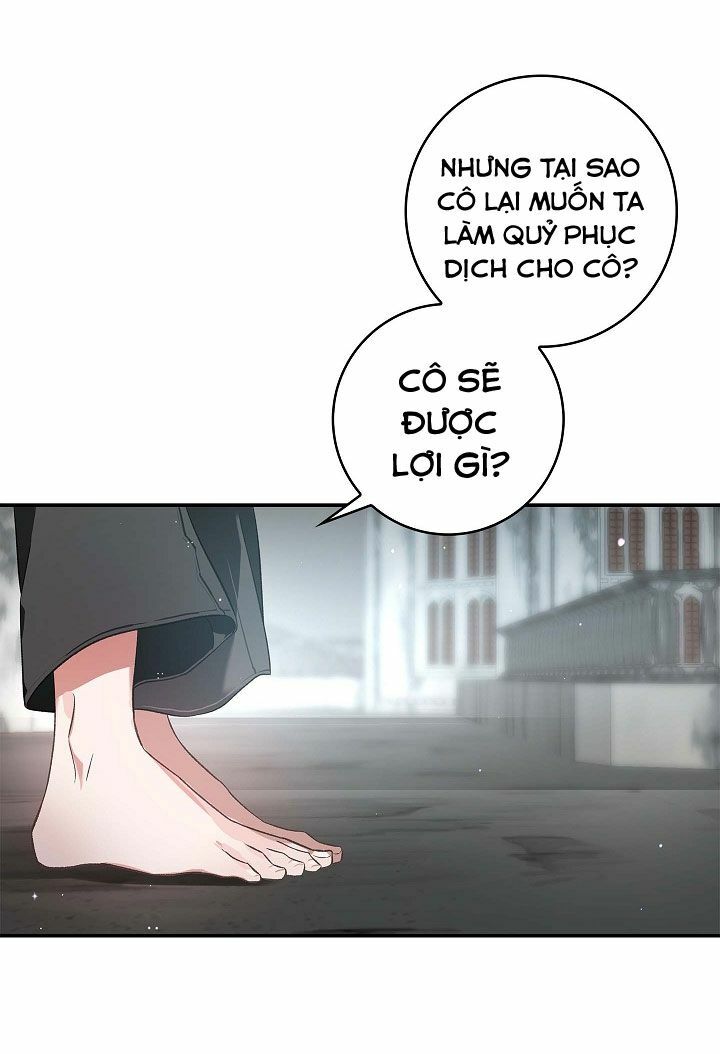 NHƯNG TẠI SAO
CÔ LẠI MUỐN TA
LÀM QUỶ PHỤC
DỊCH CHO CÔ?
CÔ SẼ
ĐƯỢC
LỢI GÌ?